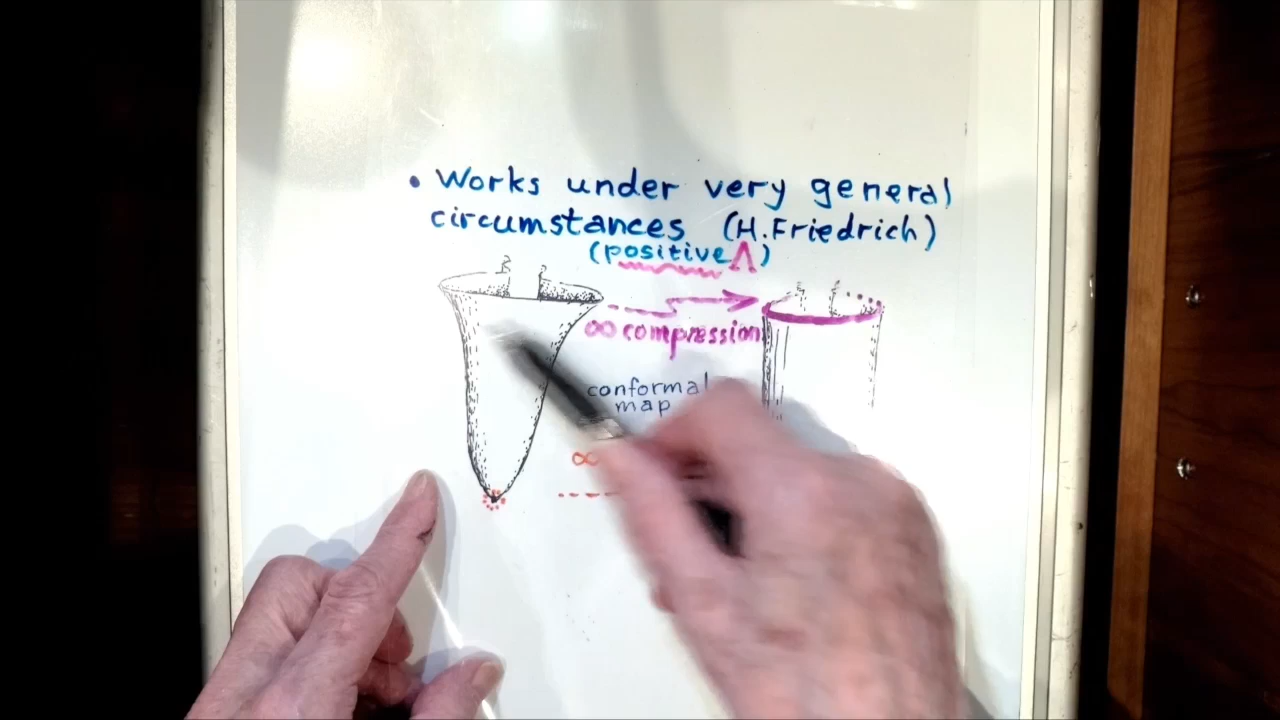 • Works under very general
circumstances (H. Friedrich)
(positive Λ)
∞ compression
conformal
map
∞